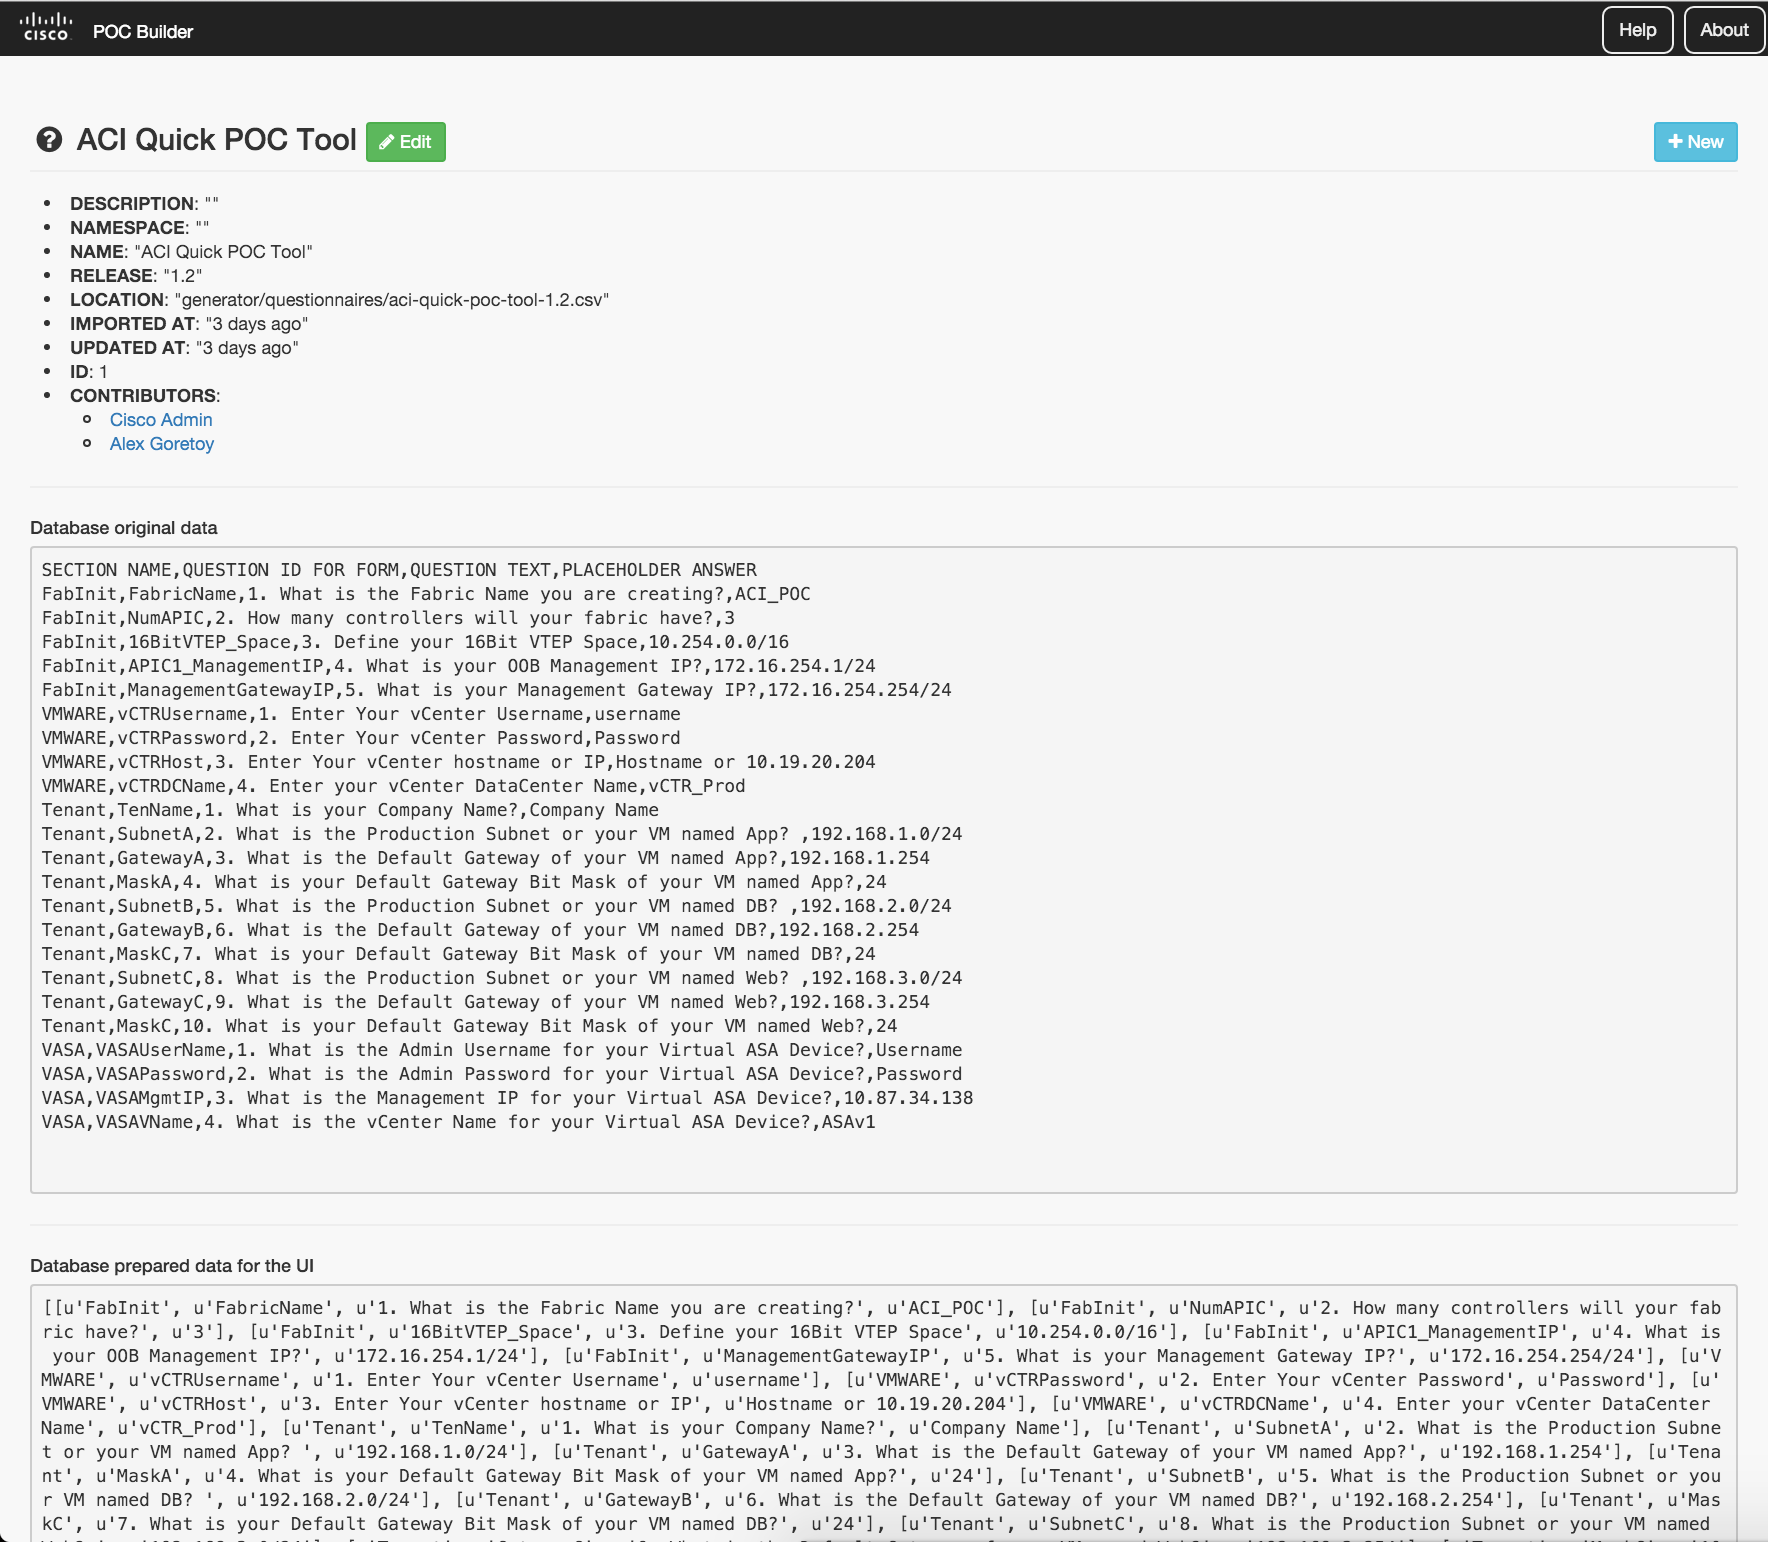 cisco
POC Builder
Help
About
ACI Quick POC Tool
Edit
New
DESCRIPTION: ""
NAMESPACE: ""
NAME: "ACI Quick POC Tool"
RELEASE: "1.2"
LOCATION: "generator/questionnaires/aci-quick-poc-tool-1.2.csv"
IMPORTED AT: "3 days ago"
UPDATED AT: "3 days ago"
ID: 1
CONTRIBUTORS:
Cisco Admin
Alex Goretoy
Database original data
SECTION NAME,QUESTION ID FOR FORM,QUESTION TEXT,PLACEHOLDER ANSWER
FabInit,FabricName,1. What is the Fabric Name you are creating?,ACI_POC
FabInit,NumAPIC,2. How many controllers will your fabric have?,3
FabInit,16BitVTEP_Space,3. Define your 16Bit VTEP Space,10.254.0.0/16
FabInit,APIC1_ManagementIP,4. What is your OOB Management IP?,172.16.254.1/24
FabInit,ManagementGatewayIP,5. What is your Management Gateway IP?,172.16.254.254/24
VMWARE,vCTRUsername,1. Enter Your vCenter Username,username
VMWARE,vCTRPassword,2. Enter Your vCenter Password,Password
VMWARE,vCTRHost,3. Enter Your vCenter hostname or IP,Hostname or 10.19.20.204
VMWARE,vCTRDCName,4. Enter your vCenter DataCenter Name,vCTR_Prod
Tenant,TenName,1. What is your Company Name?,Company Name
Tenant,SubnetA,2. What is the Production Subnet or your VM named App? ,192.168.1.0/24
Tenant,GatewayA,3. What is the Default Gateway of your VM named App?,192.168.1.254
Tenant,MaskA,4. What is your Default Gateway Bit Mask of your VM named App?,24
Tenant,SubnetB,5. What is the Production Subnet or your VM named DB? ,192.168.2.0/24
Tenant,GatewayB,6. What is the Default Gateway of your VM named DB?,192.168.2.254
Tenant,MaskC,7. What is your Default Gateway Bit Mask of your VM named DB?,24
Tenant,SubnetC,8. What is the Production Subnet or your VM named Web? ,192.168.3.0/24
Tenant,GatewayC,9. What is the Default Gateway of your VM named Web?,192.168.3.254
Tenant,MaskC,10. What is your Default Gateway Bit Mask of your VM named Web?,24
VASA,VASAUserName,1. What is the Admin Username for your Virtual ASA Device?,Username
VASA,VASAPassword,2. What is the Admin Password for your Virtual ASA Device?,Password
VASA,VASAMgmtIP,3. What is the Management IP for your Virtual ASA Device?,10.87.34.138
VASA,VASAVName,4. What is the vCenter Name for your Virtual ASA Device?,ASAv1
Database prepared data for the UI
[[u'FabInit', u'FabricName', u'1. What is the Fabric Name you are creating?', u'ACI_POC'], [u'FabInit', u'NumAPIC', u'2. How many controllers will your fab
ric have?', u'3'], [u'FabInit', u'16BitVTEP_Space', u'3. Define your 16Bit VTEP Space', u'10.254.0.0/16'], [u'FabInit', u'APIC1_ManagementIP', u'4. What is
your OOB Management IP?', u'172.16.254.1/24'], [u'FabInit', u'ManagementGatewayIP', u'5. What is your Management Gateway IP?', u'172.16.254.254/24'], [u'V
MWARE', u'vCTRUsername', u'1. Enter Your vCenter Username', u'username'], [u'VMWARE', u'vCTRPassword', u'2. Enter Your vCenter Password', u'Password'], [u'
VMWARE', u'vCTRHost', u'3. Enter Your vCenter hostname or IP', u'Hostname or 10.19.20.204'], [u'VMWARE', u'vCTRDCName', u'4. Enter your vCenter DataCenter
Name', u'vCTR_Prod'], [u'Tenant', u'TenName', u'1. What is your Company Name?', u'Company Name'], [u'Tenant', u'SubnetA', u'2. What is the Production Subne
t or your VM named App? ', u'192.168.1.0/24'], [u'Tenant', u'GatewayA', u'3. What is the Default Gateway of your VM named App?', u'192.168.1.254'], [u'Tena
nt', u'MaskA', u'4. What is your Default Gateway Bit Mask of your VM named App?', u'24'], [u'Tenant', u'SubnetB', u'5. What is the Production Subnet or you
r VM named DB? ', u'192.168.2.0/24'], [u'Tenant', u'GatewayB', u'6. What is the Default Gateway of your VM named DB?', u'192.168.2.254'], [u'Tenant', u'Mas
kC', u'7. What is your Default Gateway Bit Mask of your VM named DB?', u'24'], [u'Tenant', u'SubnetC', u'8. What is the Production Subnet or your VM named